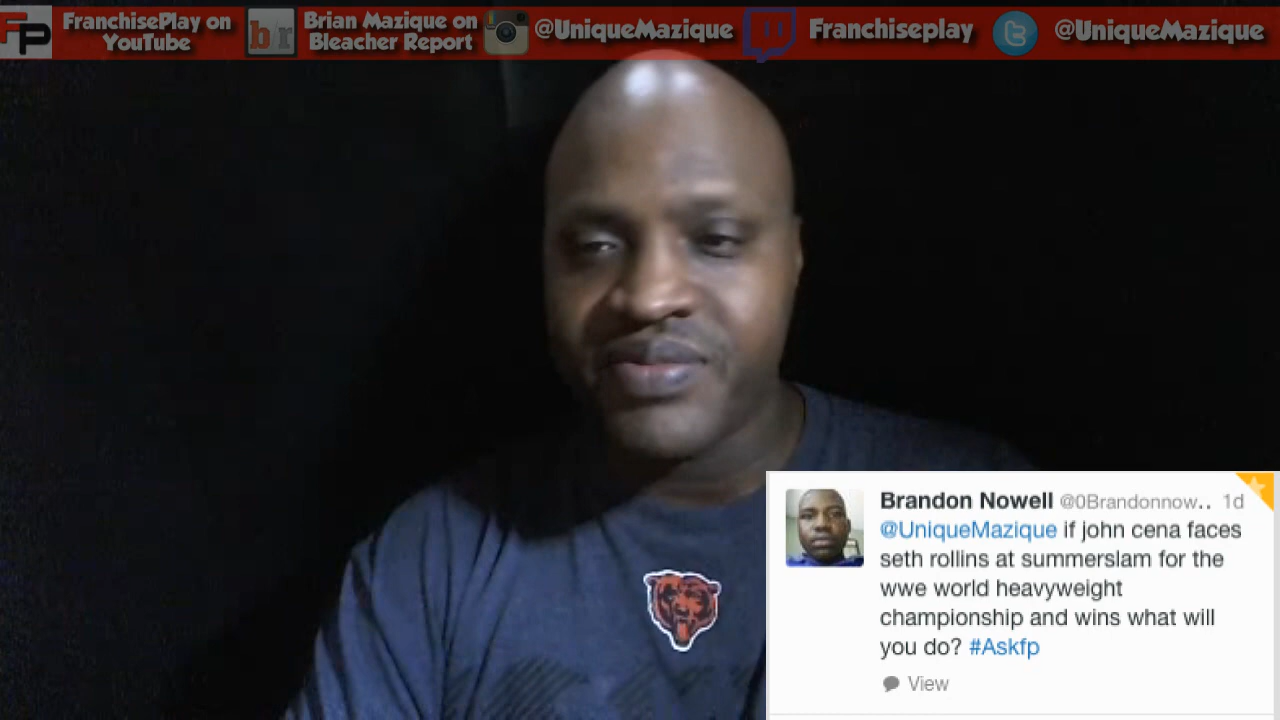 FP
FranchisePlay on
YouTube
b/r
Brian Mazique on
Bleacher Report
@UniqueMazique
Franchiseplay
@UniqueMazique
Brandon Nowell @0Brandonnow.. 1d
@UniqueMazique if john cena faces
seth rollins at summerslam for the
wwe world heavyweight
championship and wins what will
you do? #Askfp
View